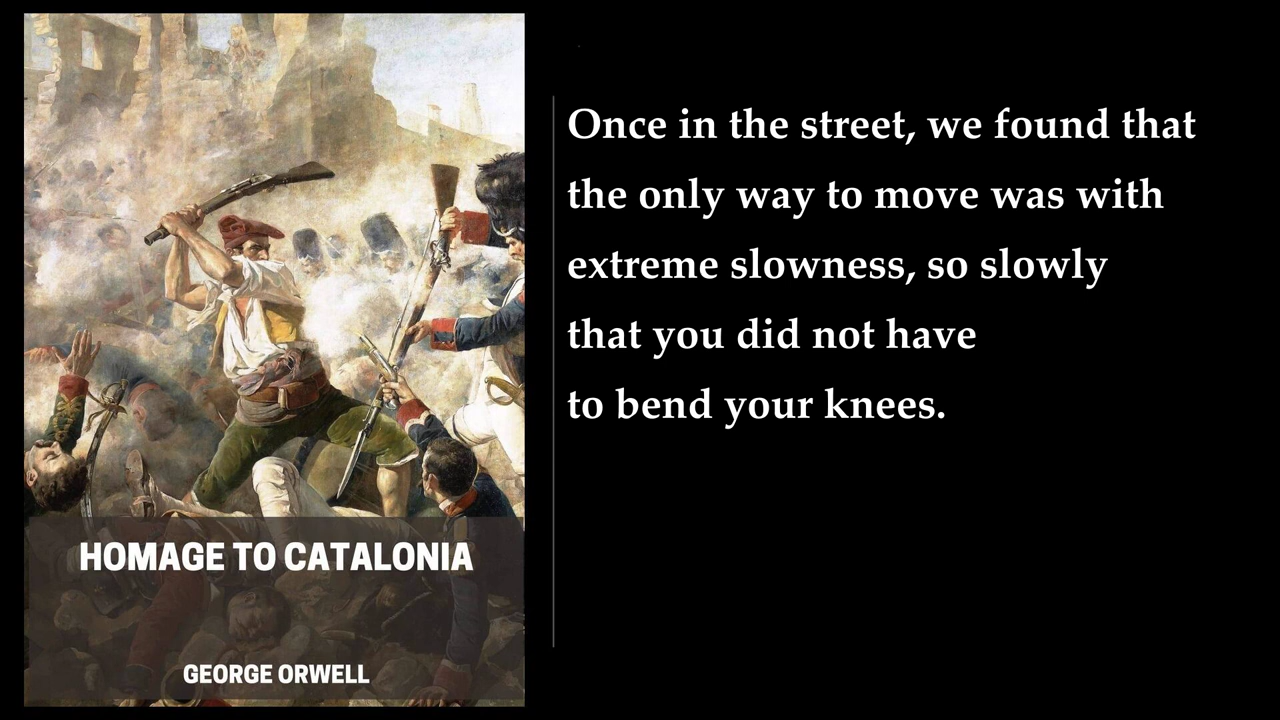 HOMAGE TO CATALONIA
GEORGE ORWELL
Once in the street, we found that
the only way to move was with
extreme slowness, so slowly
that you did not have
to bend your knees.